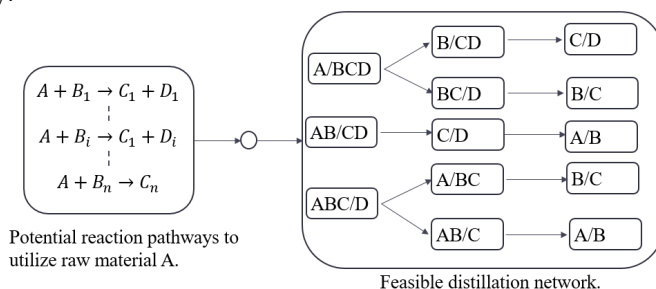 A + B₁ → C₁ + D₁
A + Bᵢ → C₁ + Dᵢ
A + Bₙ → Cₙ
Potential reaction pathways to
utilize raw material A.
A/BCD
B/CD
C/D
BC/D
B/C
AB/CD
C/D
A/B
ABC/D
A/BC
B/C
AB/C
A/B
Feasible distillation network.